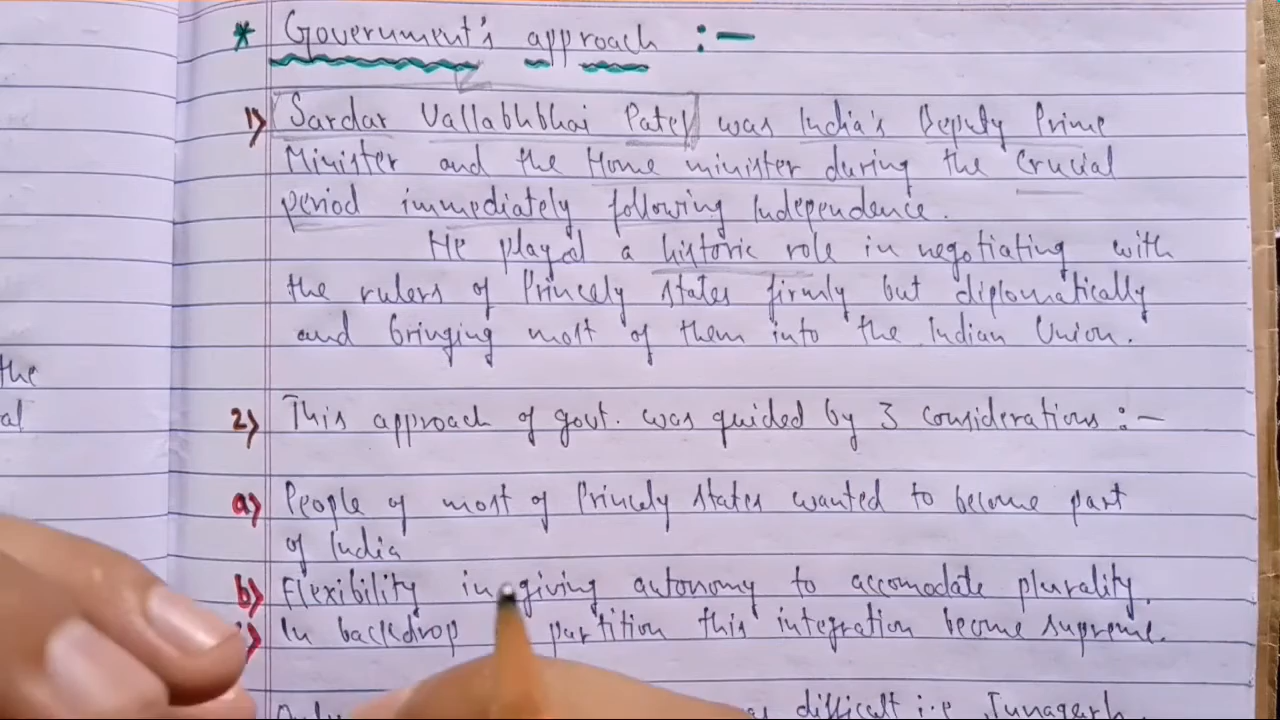 * Government's approach :-
1) Sardar Vallabhbhai Patel was India's Deputy Prime
Minister and the Home minister during the crucial
period immediately following Independence.
He played a historic role in negotiating with
the rulers of Princely states firmly but diplomatically
and bringing most of them into the Indian Union.
the
al
2) This approach of govt. was guided by 3 considerations :-
a) People of most of Princely states wanted to become part
of India
b) Flexibility in giving autonomy to accomodate plurality.
In backdrop partition this integration become supreme.
difficult i.e Junagarh